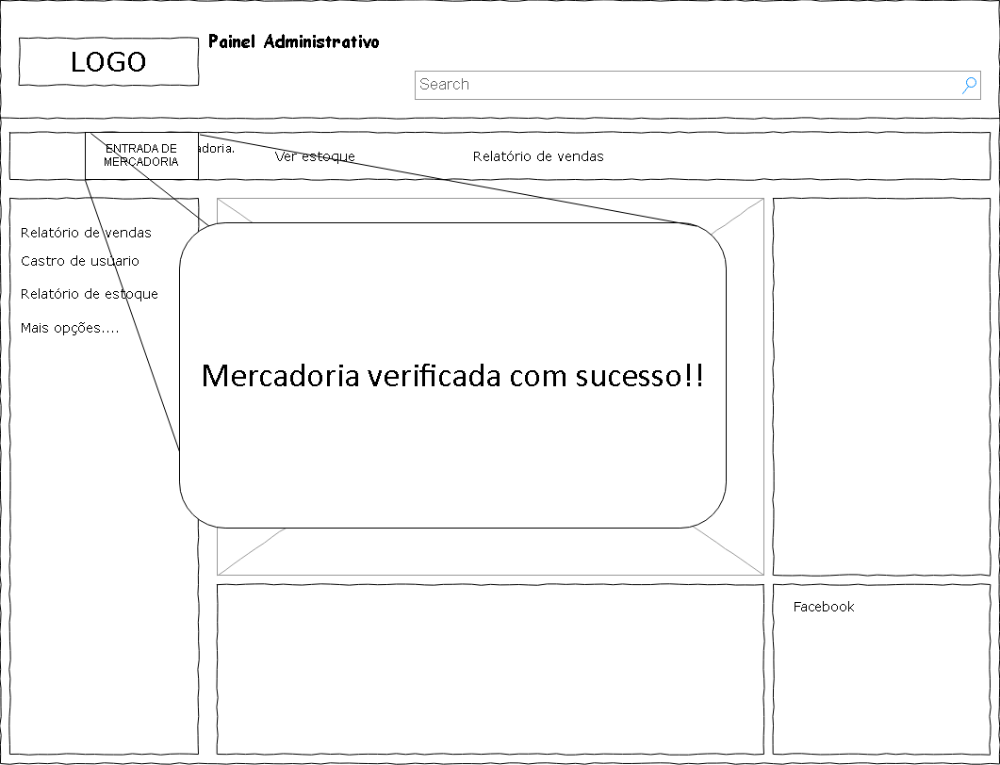 Painel Administrativo
LOGO
Search
ENTRADA DE
MERCADORIA
adoria.
Ver estoque
Relatório de vendas
Relatório de vendas
Castro de usuario
Relatório de estoque
Mais opções....
Mercadoria verificada com sucesso!!
Facebook